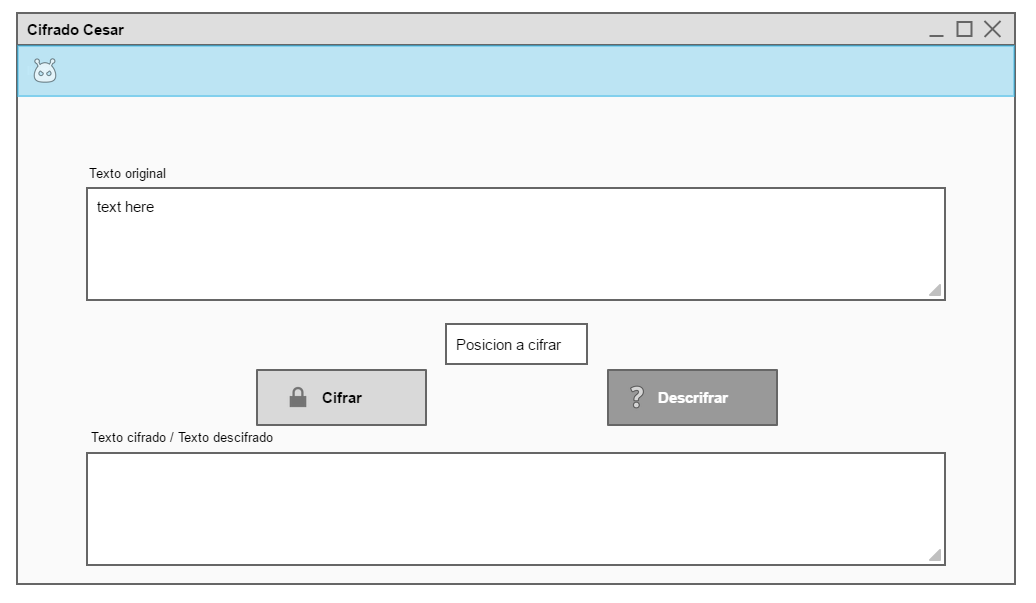 Cifrado Cesar
Texto original
text here
Posicion a cifrar
Cifrar
Descrifrar
Texto cifrado / Texto descifrado